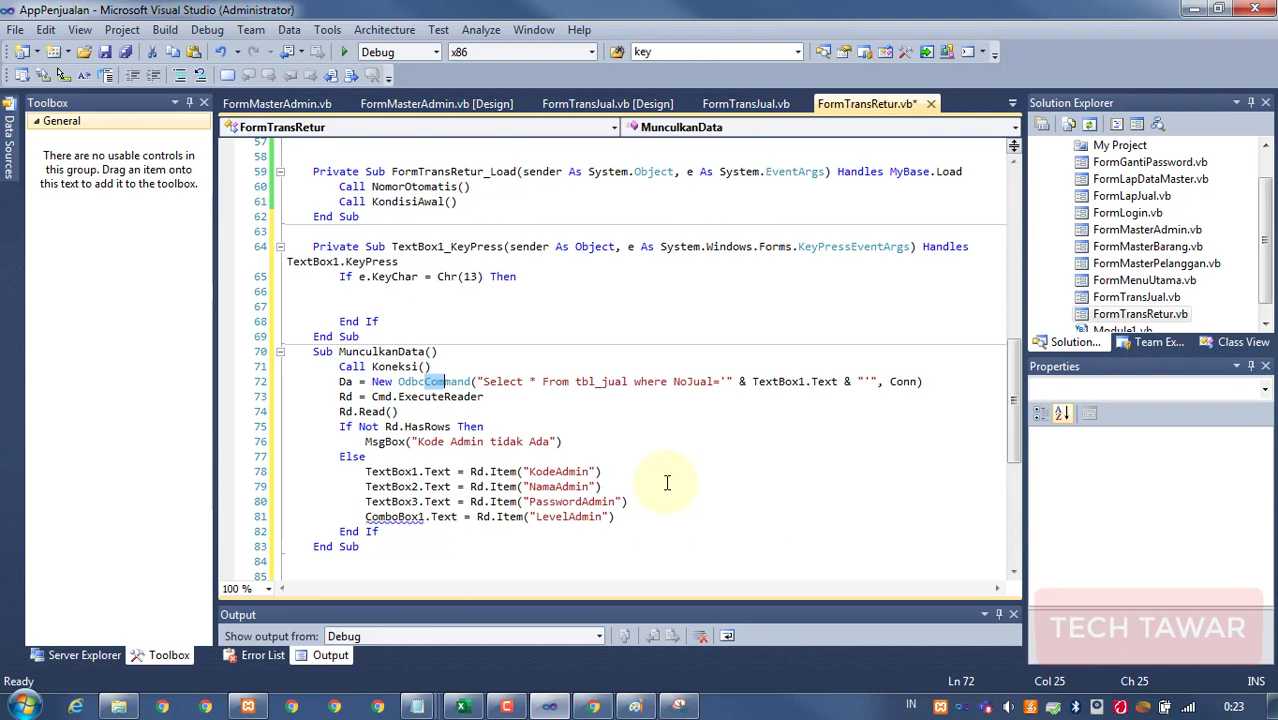 AppPenjualan - Microsoft Visual Studio (Administrator)
File Edit View Project Build Debug Team Data Tools Architecture Test Analyze Window Help
Debug x86 key
Toolbox
General
There are no usable controls in
this group. Drag an item onto
this text to add it to the toolbox.
Data Sources
FormMasterAdmin.vb FormMasterAdmin.vb [Design] FormTransJual.vb [Design] FormTransJual.vb FormTransRetur.vb*
FormTransRetur MunculkanData
57
58
59 Private Sub FormTransRetur_Load(sender As System.Object, e As System.EventArgs) Handles MyBase.Load
60 Call NomorOtomatis()
61 Call KondisiAwal()
62 End Sub
63
64 Private Sub TextBox1_KeyPress(sender As Object, e As System.Windows.Forms.KeyPressEventArgs) Handles
TextBox1.KeyPress
65 If e.KeyChar = Chr(13) Then
66
67
68 End If
69 End Sub
70 Sub MunculkanData()
71 Call Koneksi()
72 Da = New OdbcCommand("Select * From tbl_jual where NoJual='" & TextBox1.Text & "'", Conn)
73 Rd = Cmd.ExecuteReader
74 Rd.Read()
75 If Not Rd.HasRows Then
76 MsgBox("Kode Admin tidak Ada")
77 Else
78 TextBox1.Text = Rd.Item("KodeAdmin")
79 TextBox2.Text = Rd.Item("NamaAdmin")
80 TextBox3.Text = Rd.Item("PasswordAdmin")
81 ComboBox1.Text = Rd.Item("LevelAdmin")
82 End If
83 End Sub
84
85
100 %
Output
Show output from: Debug
Server Explorer Toolbox Error List Output
Solution Explorer
My Project
FormGantiPassword.vb
FormLapDataMaster.vb
FormLapJual.vb
FormLogin.vb
FormMasterAdmin.vb
FormMasterBarang.vb
FormMasterPelanggan.vb
FormMenuUtama.vb
FormTransJual.vb
FormTransRetur.vb
Module1.vb
Solution... Team Ex... Class View
Properties
TECH TAWAR
Ready Ln 72 Col 25 Ch 25 INS
IN 0:23